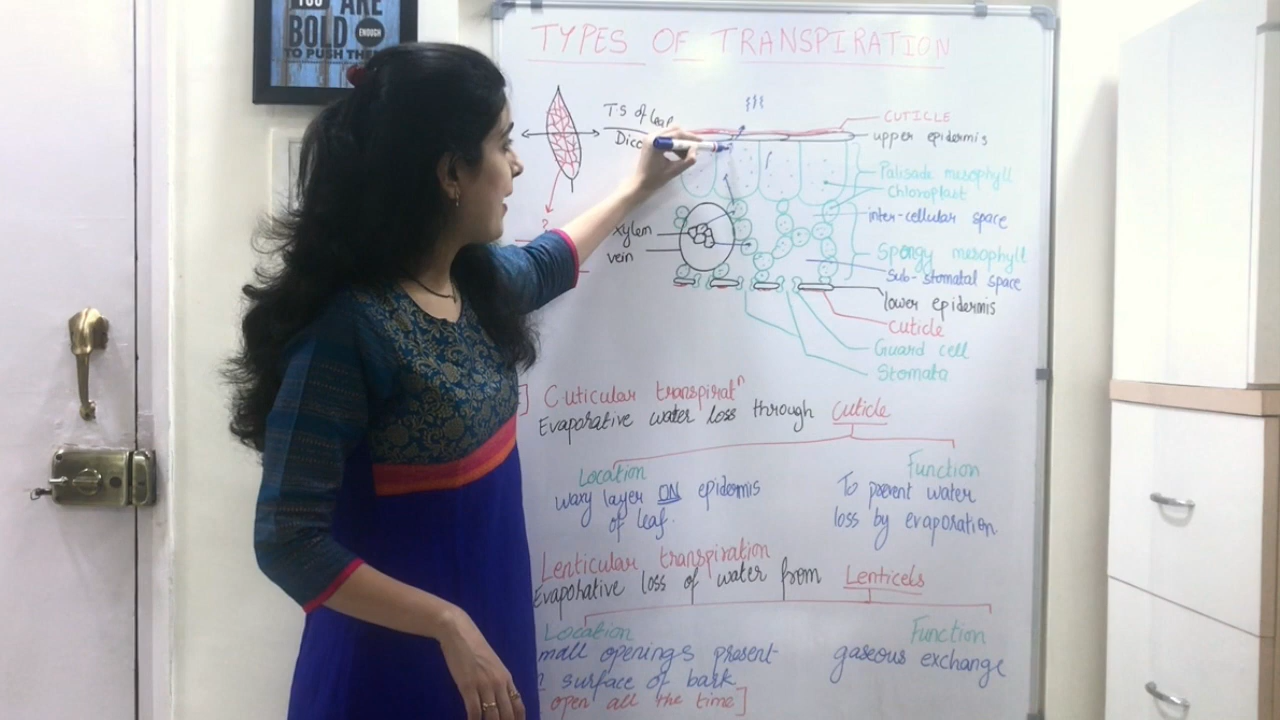 YOU ARE
BOLD ENOUGH
TO PUSH THE
TYPES OF TRANSPIRATION
T.S of leaf
CUTICLE
upper epidermis
Palisade mesophyll
chloroplast
inter-cellular space
?
xylem
vein
Spongy mesophyll
Sub-stomatal space
lower epidermis
cuticle
Guard cell
Stomata
] Cuticular transpiratⁿ
Evaporative water loss through cuticle
Location
Function
waxy layer ON epidermis
of leaf.
To prevent water
loss by evaporation
Lenticular transpiration
Evaporative loss of water from Lenticels
Location
Function
mall openings present
surface of bark
open all the time]
gaseous exchange